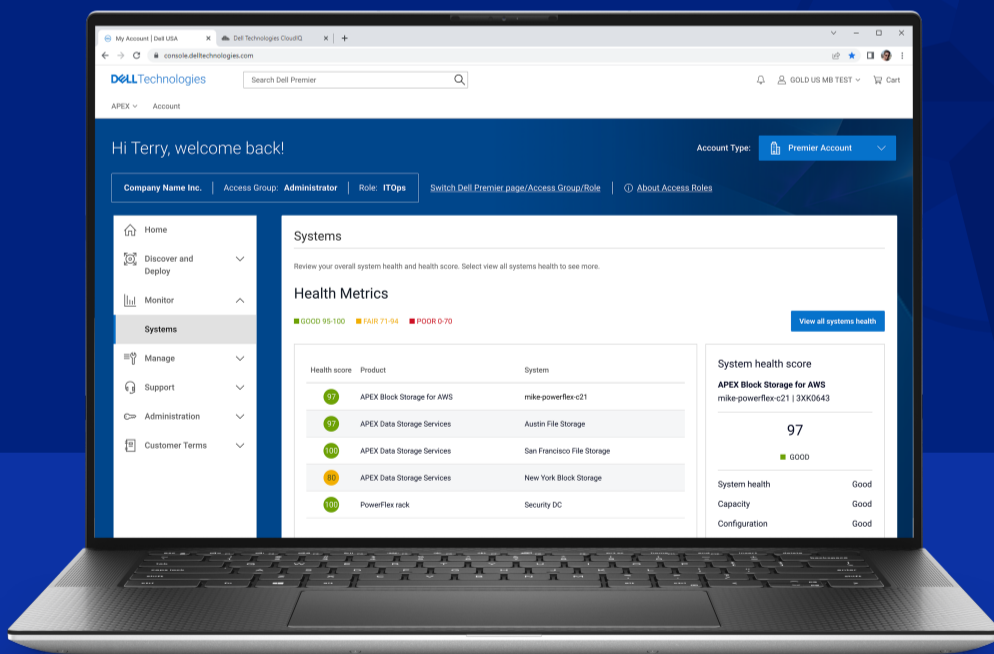 My Account | Dell USA
Dell Technologies CloudIQ
console.delltechnologies.com
DELLTechnologies
Search Dell Premier
GOLD US MB TEST
Cart
APEX
Account
Hi Terry, welcome back!
Account Type:
Premier Account
Company Name Inc.
Access Group: Administrator
Role: ITOps
Switch Dell Premier page/Access Group/Role
About Access Roles
Home
Discover and
Deploy
Monitor
Systems
Manage
Support
Administration
Customer Terms
Systems
Review your overall system health and health score. Select view all systems health to see more.
Health Metrics
GOOD 95-100 FAIR 71-94 POOR 0-70
View all systems health
Health score Product System
97 APEX Block Storage for AWS mike-powerflex-c21
97 APEX Data Storage Services Austin File Storage
100 APEX Data Storage Services San Francisco File Storage
80 APEX Data Storage Services New York Block Storage
100 PowerFlex rack Security DC
System health score
APEX Block Storage for AWS
mike-powerflex-c21 | 3XK0643
97
GOOD
System health Good
Capacity Good
Configuration Good